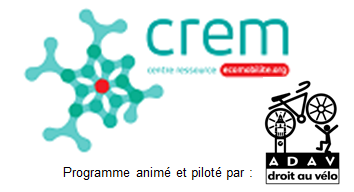 crem
centre ressource ecomobilite.org
Programme animé et piloté par :
ADAV
droit au vélo